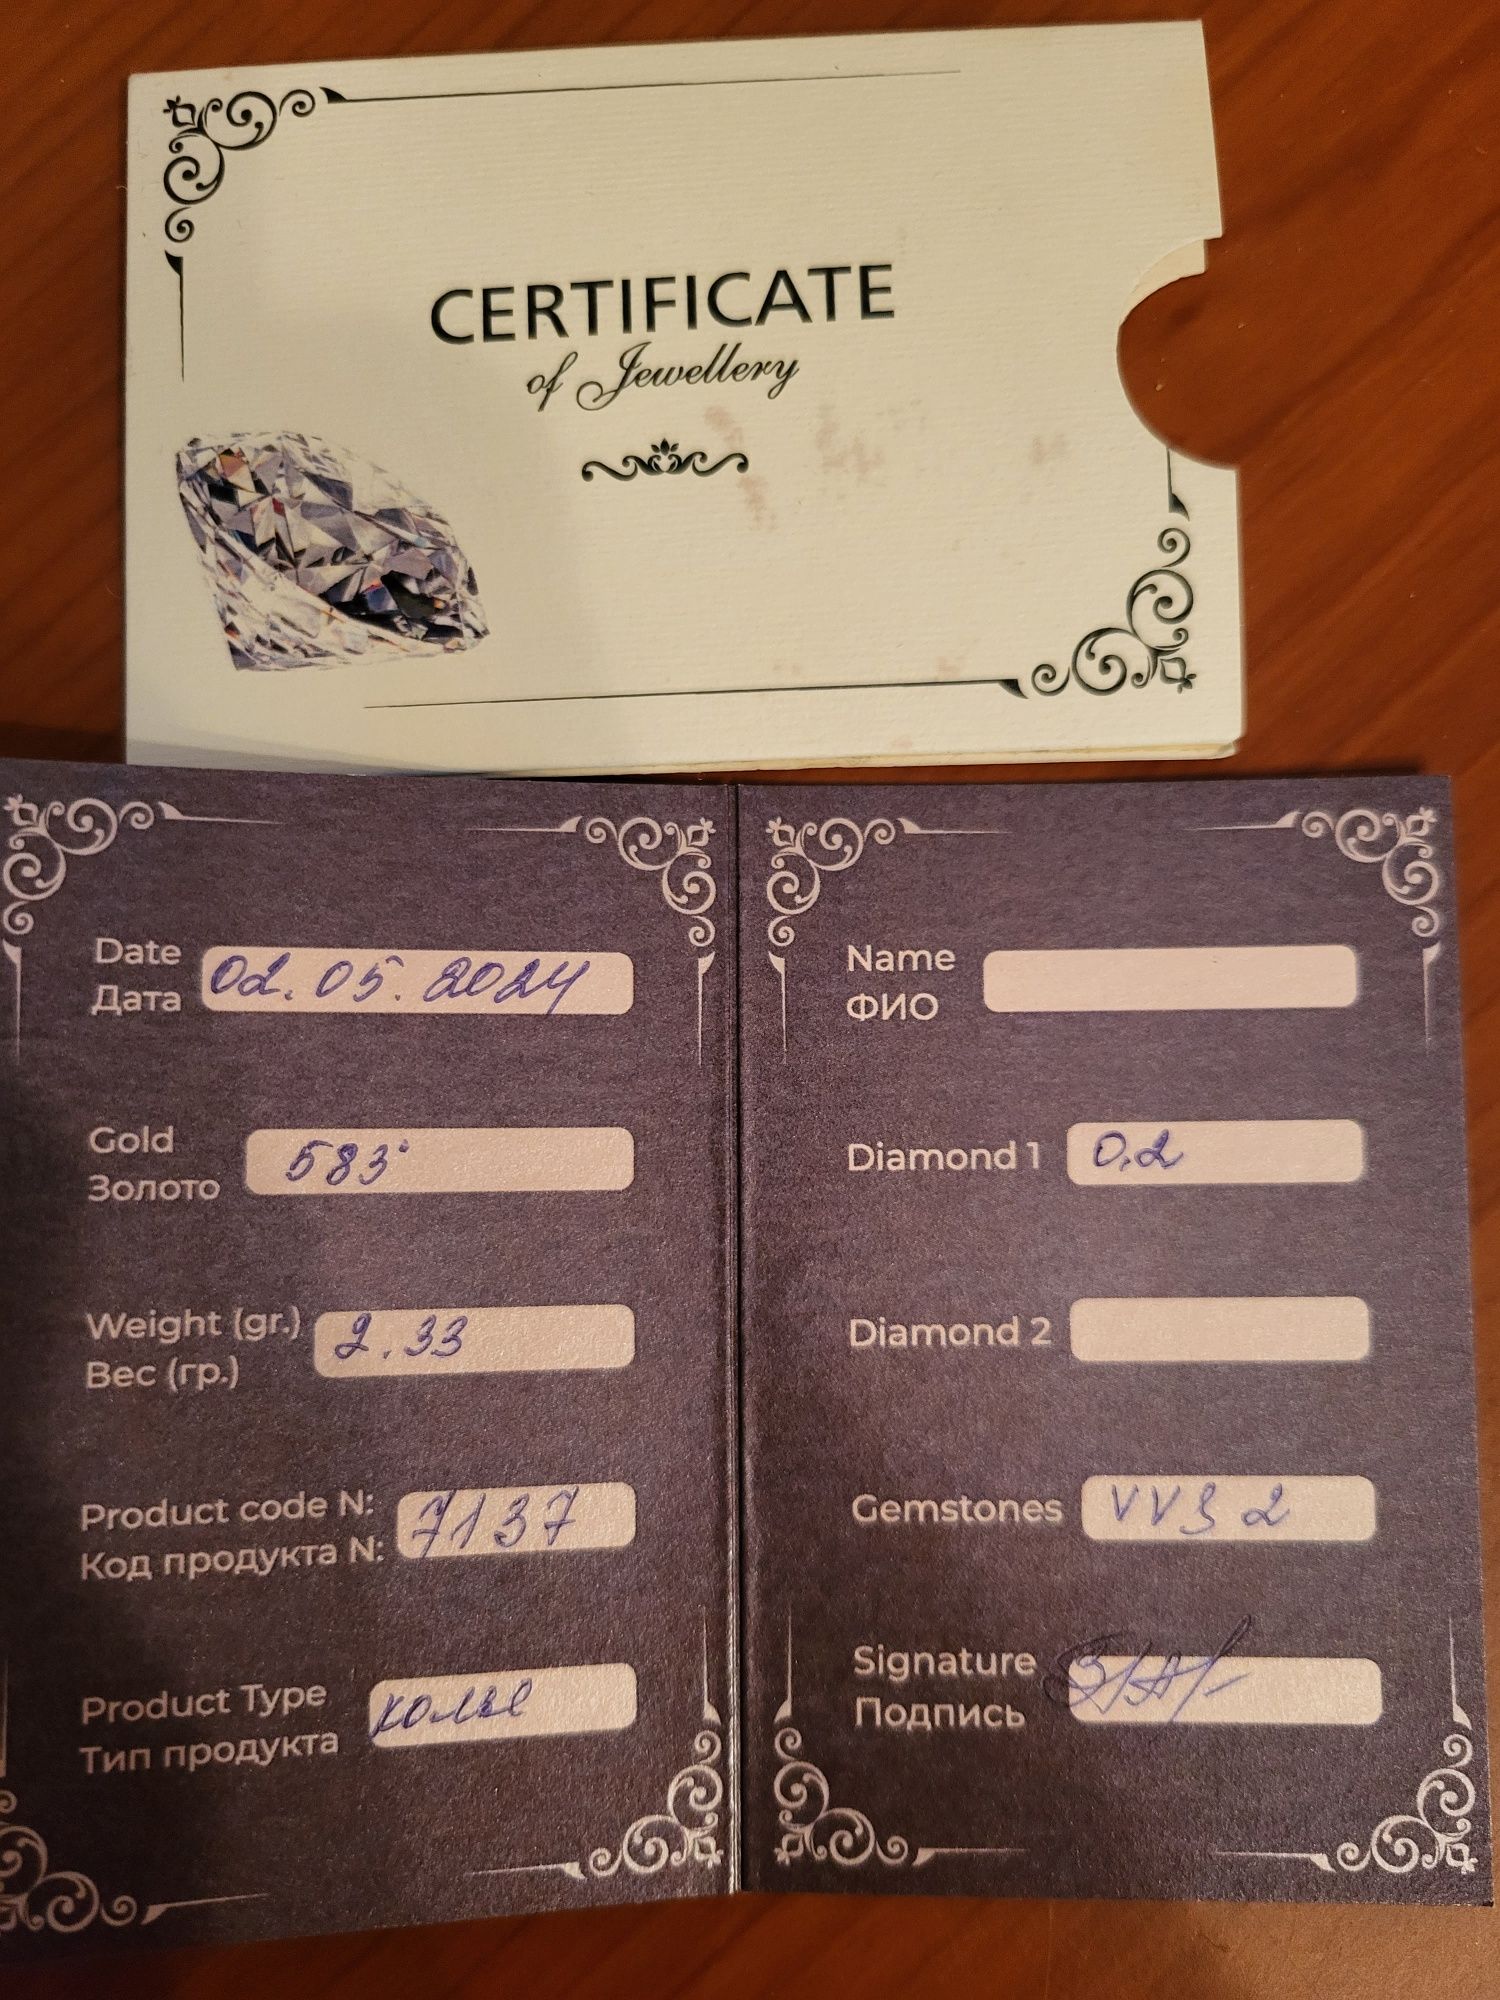 CERTIFICATE
of Jewellery
Date
Дата
02.05.2024
Gold
Золото
583°
Weight (gr.)
Вес (гр.)
2.33
Product code N:
Код продукта N:
7137
Product Type
Тип продукта
колье
Name
ФИО
Diamond 1
0.2
Diamond 2
Gemstones
VVS 2
Signature
Подпись